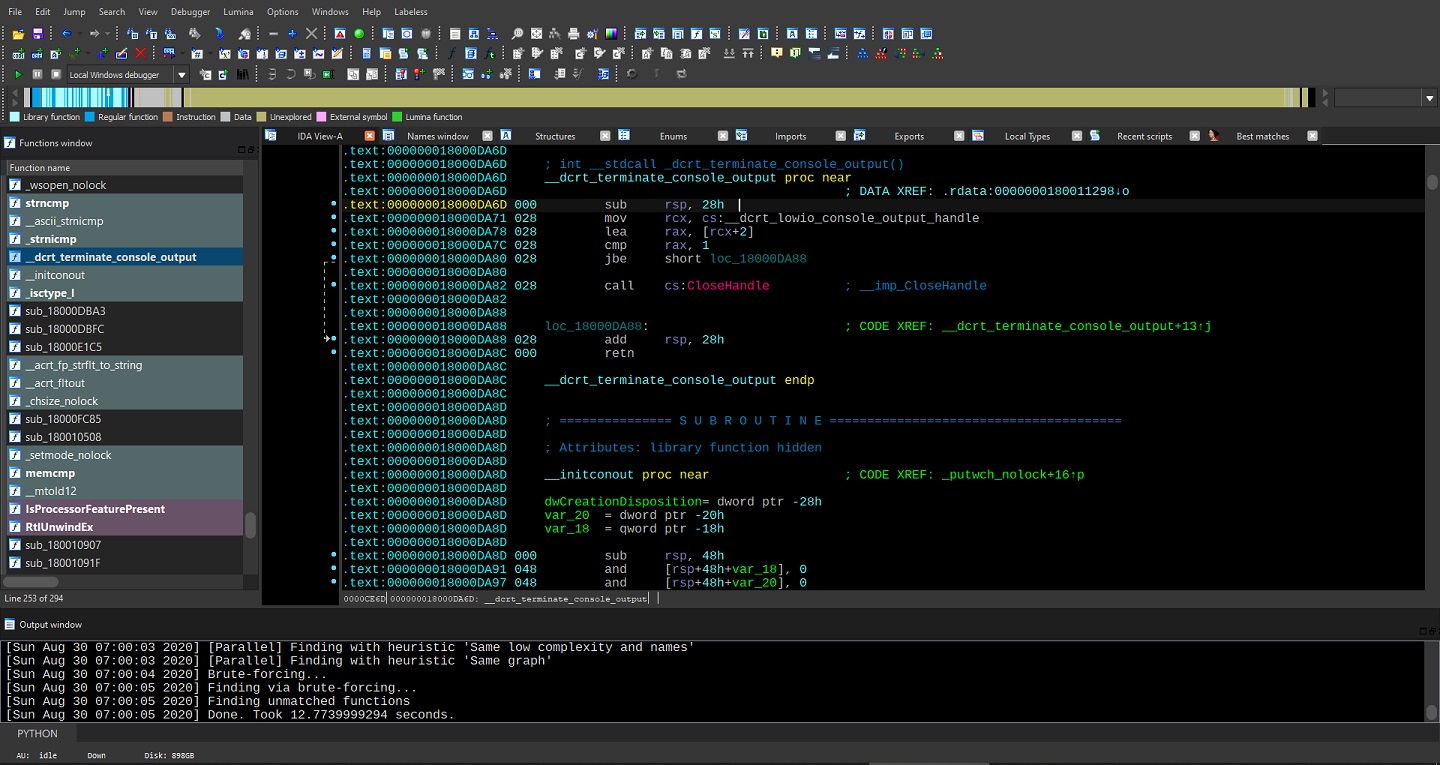 File Edit Jump Search View Debugger Lumina Options Windows Help Labeless
Local Windows debugger
Library function Regular function Instruction Data Unexplored External symbol Lumina function
Functions window
IDA View-A Names window Structures Enums Imports Exports Local Types Recent scripts Best matches
Function name
_wsopen_nolock
strncmp
__ascii_strnicmp
_strnicmp
__dcrt_terminate_console_output
__initconout
_isctype_l
sub_18000DBA3
sub_18000DBFC
sub_18000E1C5
__acrt_fp_strflt_to_string
__acrt_fltout
_chsize_nolock
sub_18000FC85
sub_180010508
_setmode_nolock
memcmp
__mtold12
IsProcessorFeaturePresent
RtlUnwindEx
sub_180010907
sub_18001091F
Line 253 of 294
.text:000000018000DA6D
.text:000000018000DA6D ; int __stdcall _dcrt_terminate_console_output()
.text:000000018000DA6D __dcrt_terminate_console_output proc near
.text:000000018000DA6D ; DATA XREF: .rdata:0000000180011298↓o
.text:000000018000DA6D 000 sub rsp, 28h
.text:000000018000DA71 028 mov rcx, cs:__dcrt_lowio_console_output_handle
.text:000000018000DA78 028 lea rax, [rcx+2]
.text:000000018000DA7C 028 cmp rax, 1
.text:000000018000DA80 028 jbe short loc_18000DA88
.text:000000018000DA80
.text:000000018000DA82 028 call cs:CloseHandle ; __imp_CloseHandle
.text:000000018000DA82
.text:000000018000DA88
.text:000000018000DA88 loc_18000DA88: ; CODE XREF: __dcrt_terminate_console_output+13↑j
.text:000000018000DA88 028 add rsp, 28h
.text:000000018000DA8C 000 retn
.text:000000018000DA8C
.text:000000018000DA8C __dcrt_terminate_console_output endp
.text:000000018000DA8C
.text:000000018000DA8D
.text:000000018000DA8D ; =============== S U B R O U T I N E =======================================
.text:000000018000DA8D
.text:000000018000DA8D ; Attributes: library function hidden
.text:000000018000DA8D
.text:000000018000DA8D __initconout proc near ; CODE XREF: _putwch_nolock+16↑p
.text:000000018000DA8D
.text:000000018000DA8D dwCreationDisposition= dword ptr -28h
.text:000000018000DA8D var_20 = dword ptr -20h
.text:000000018000DA8D var_18 = qword ptr -18h
.text:000000018000DA8D
.text:000000018000DA8D 000 sub rsp, 48h
.text:000000018000DA91 048 and [rsp+48h+var_18], 0
.text:000000018000DA97 048 and [rsp+48h+var_20], 0
0000CE6D 000000018000DA6D: __dcrt_terminate_console_output
Output window
[Sun Aug 30 07:00:03 2020] [Parallel] Finding with heuristic 'Same low complexity and names'
[Sun Aug 30 07:00:03 2020] [Parallel] Finding with heuristic 'Same graph'
[Sun Aug 30 07:00:04 2020] Brute-forcing...
[Sun Aug 30 07:00:05 2020] Finding via brute-forcing...
[Sun Aug 30 07:00:05 2020] Finding unmatched functions
[Sun Aug 30 07:00:05 2020] Done. Took 12.7739999294 seconds.
PYTHON
AU: idle Down Disk: 898GB